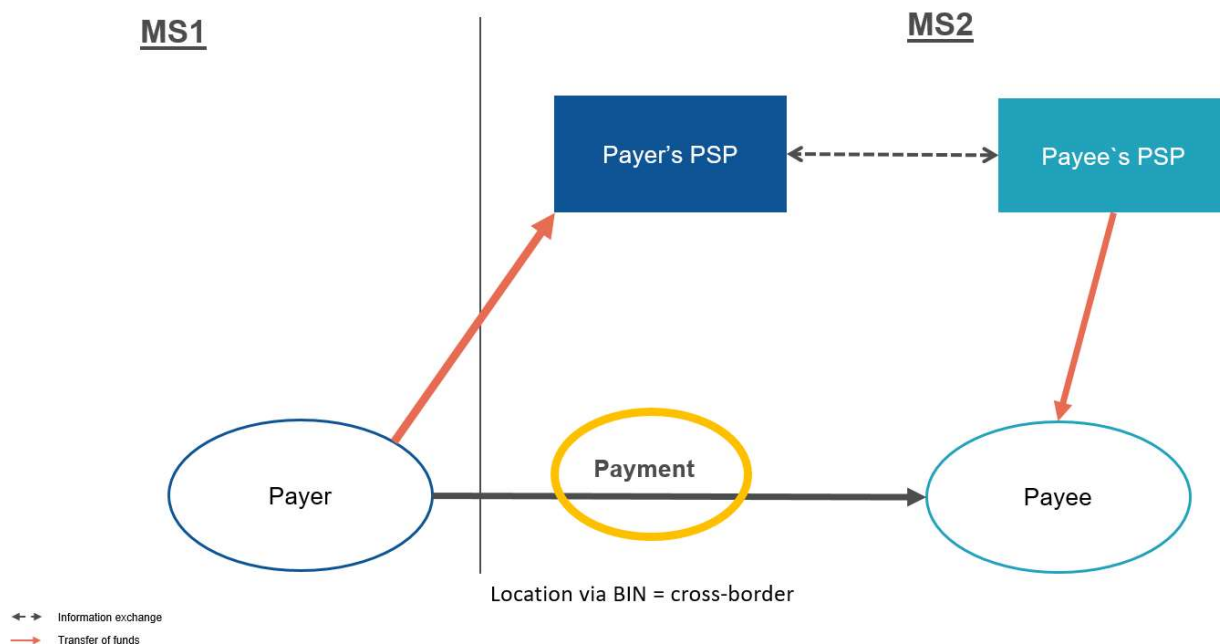 MS1
MS2
Payer’s PSP
Payee`s PSP
Payment
Payer
Payee
Location via BIN = cross-border
Information exchange
Transfer of funds